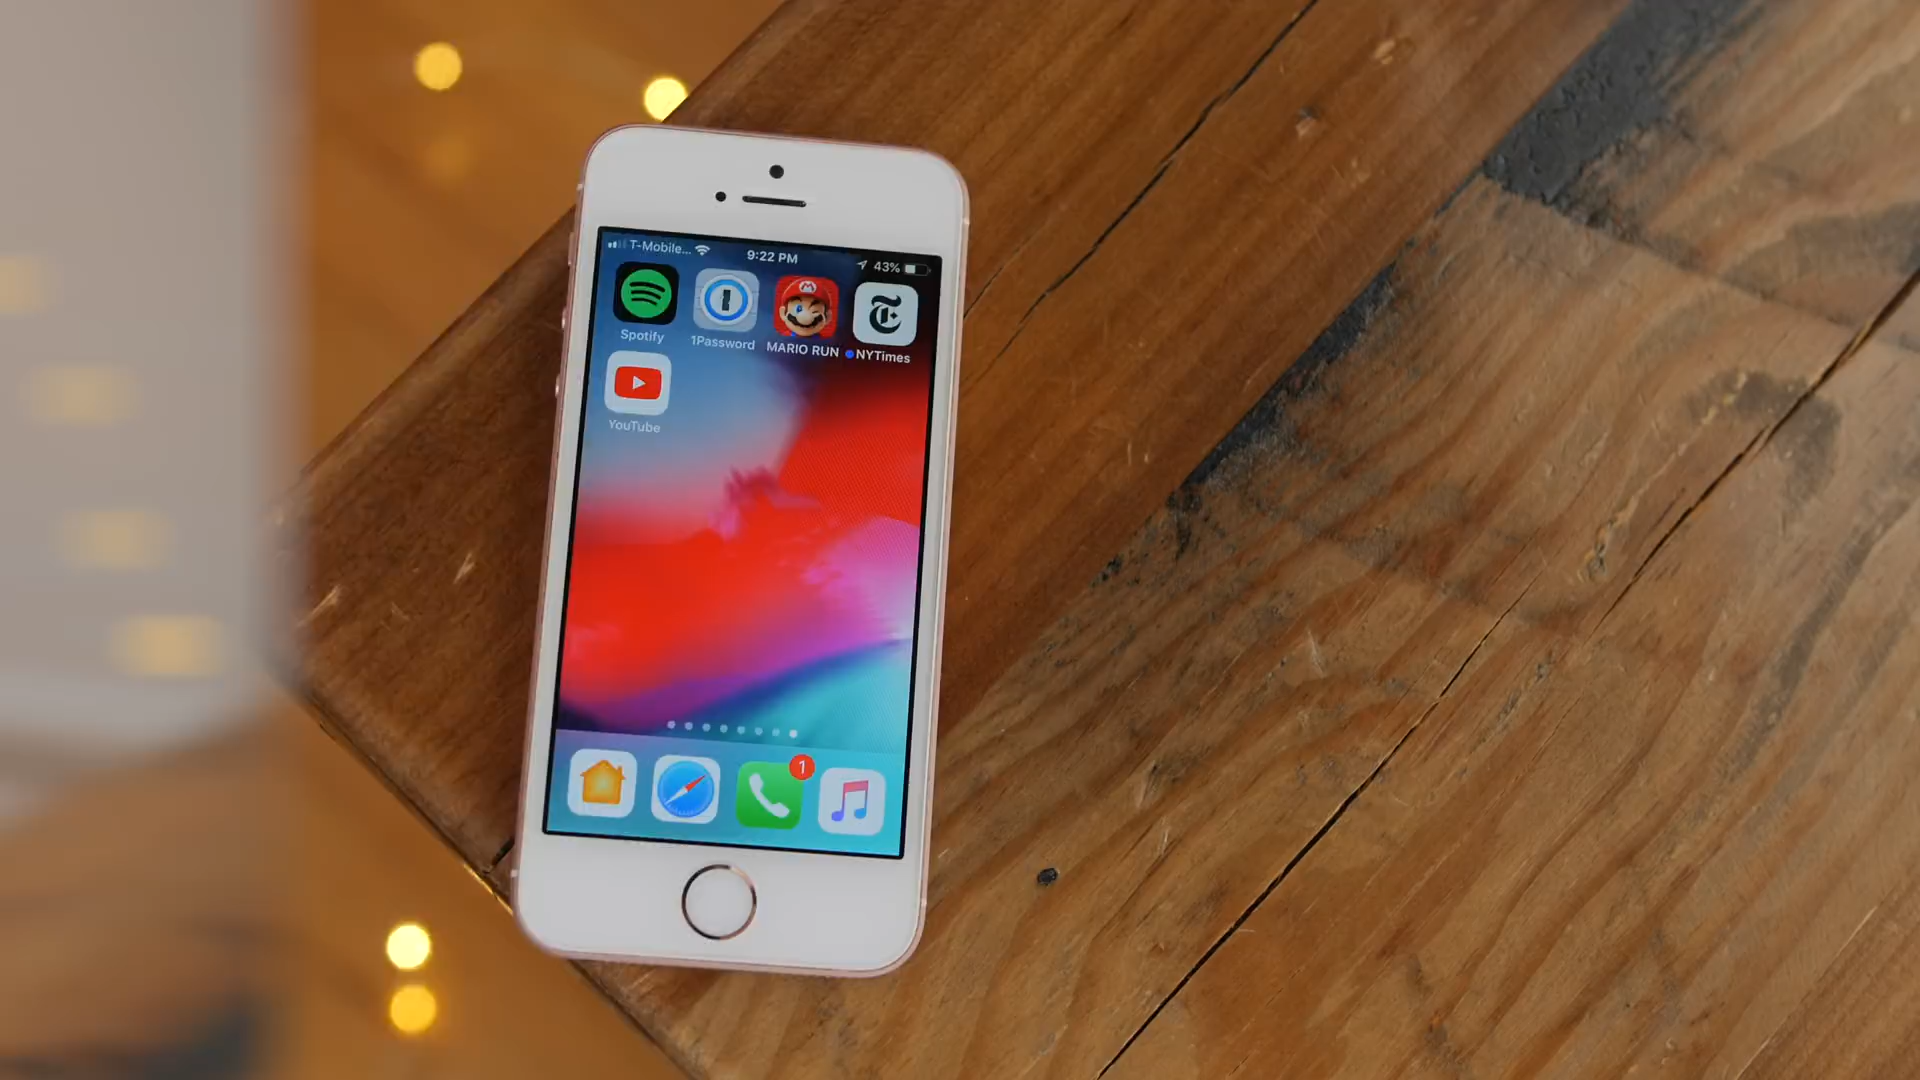 T-Mobile... 9:22 PM 43%
Spotify 1Password MARIO RUN NYTimes
YouTube
1